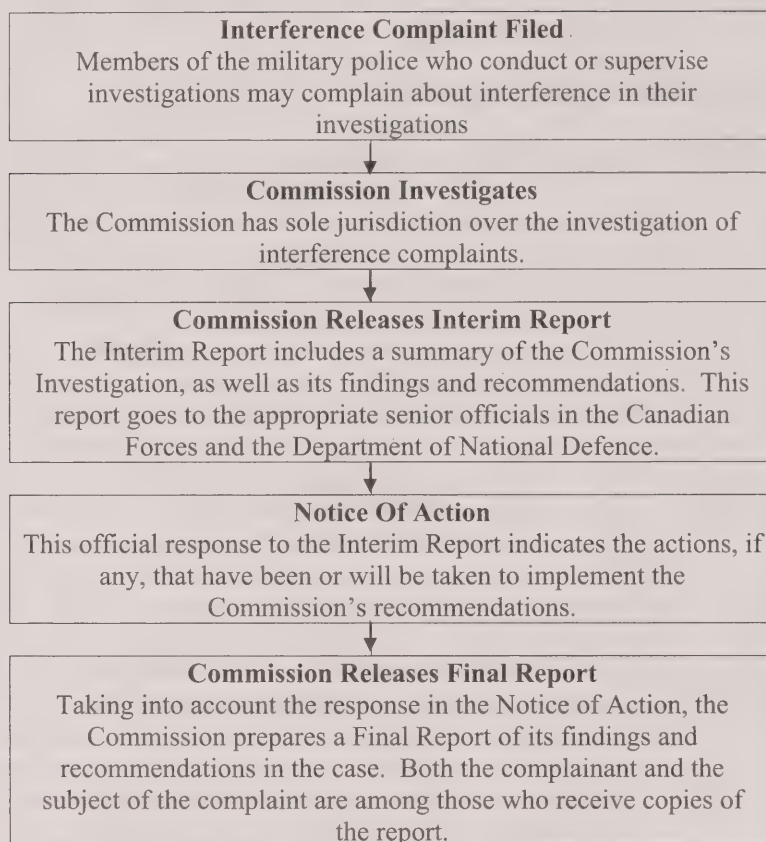 Interference Complaint Filed
Members of the military police who conduct or supervise
investigations may complain about interference in their
investigations
Commission Investigates
The Commission has sole jurisdiction over the investigation of
interference complaints.
Commission Releases Interim Report
The Interim Report includes a summary of the Commission's
Investigation, as well as its findings and recommendations. This
report goes to the appropriate senior officials in the Canadian
Forces and the Department of National Defence.
Notice Of Action
This official response to the Interim Report indicates the actions, if
any, that have been or will be taken to implement the
Commission's recommendations.
Commission Releases Final Report
Taking into account the response in the Notice of Action, the
Commission prepares a Final Report of its findings and
recommendations in the case. Both the complainant and the
subject of the complaint are among those who receive copies of
the report.